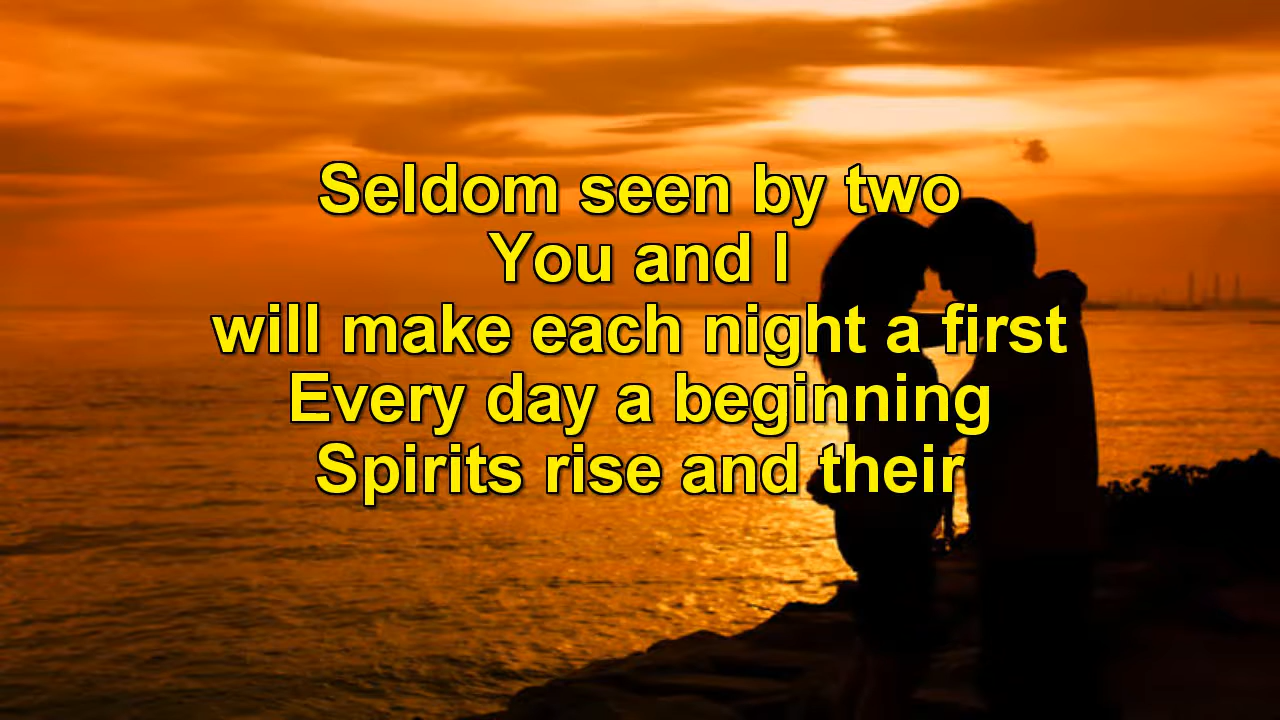 Seldom seen by two
You and I
will make each night a first
Every day a beginning
Spirits rise and their